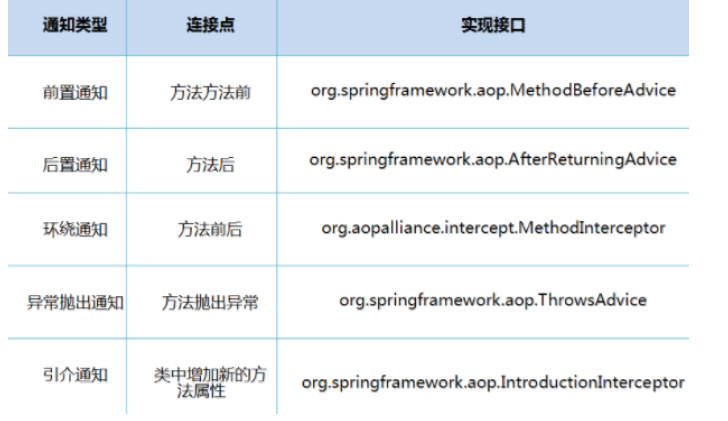 通知类型 连接点 实现接口
前置通知 方法方法前 org.springframework.aop.MethodBeforeAdvice
后置通知 方法后 org.springframework.aop.AfterReturningAdvice
环绕通知 方法前后 org.aopalliance.intercept.MethodInterceptor
异常抛出通知 方法抛出异常 org.springframework.aop.ThrowsAdvice
引介通知 类中增加新的方
法属性 org.springframework.aop.IntroductionInterceptor